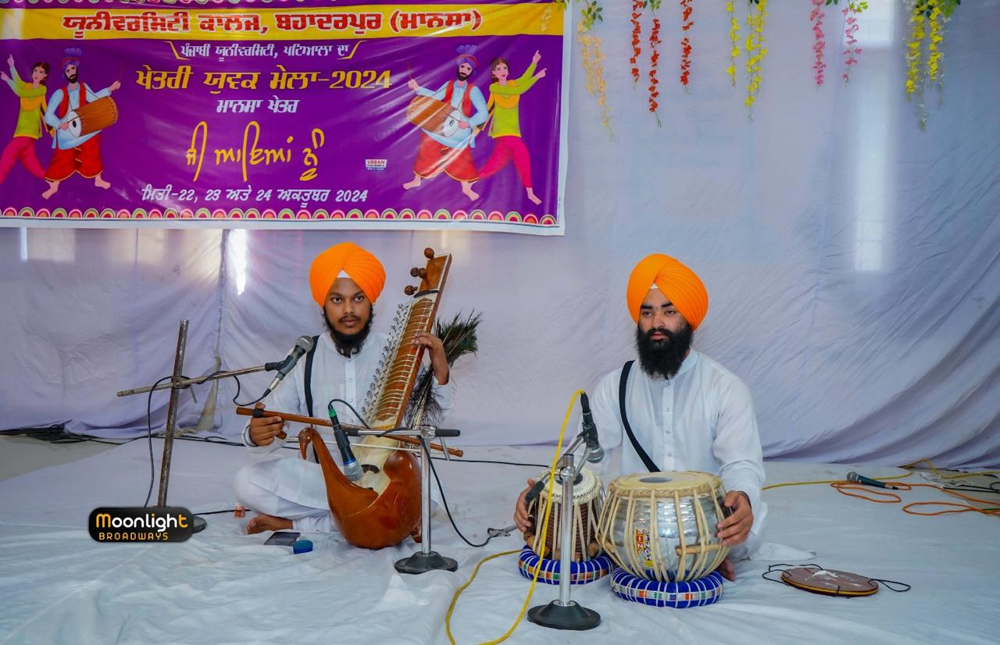 ਯੂਨੀਵਰਸਿਟੀ ਕਾਲਜ, ਬਹਾਦਰਪੁਰ (ਮਾਨਸਾ)
ਪੰਜਾਬੀ ਯੂਨੀਵਰਸਿਟੀ, ਪਟਿਆਲਾ ਦਾ
ਖੇਤਰੀ ਯੁਵਕ ਮੇਲਾ-2024
ਮਾਨਸਾ ਖੇਤਰ
ਜੀ ਆਇਆਂ ਨੂੰ
URBAN
ਮਿਤੀ-22, 23 ਅਤੇ 24 ਅਕਤੂਬਰ 2024
Moonlight
BROADWAYS